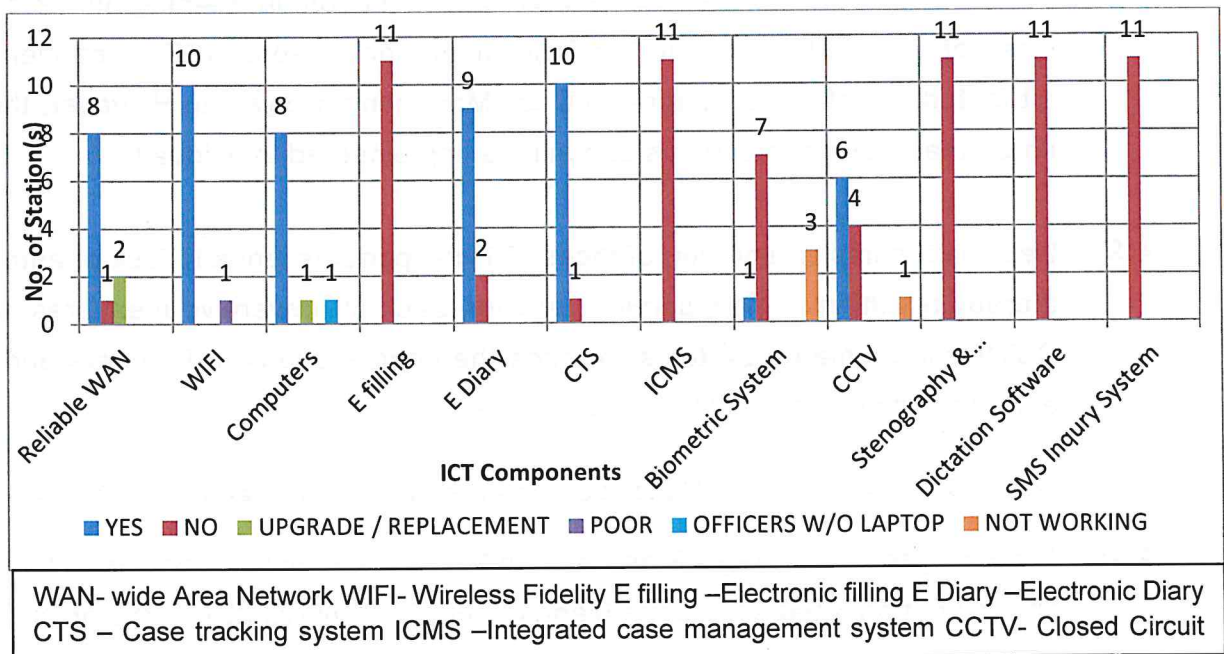 12
10
8
6
4
2
0
No. of Station(s)
8
1
2
10
1
8
1
1
11
9
2
10
1
11
1
7
3
6
4
1
11
11
11
Reliable WAN
WIFI
Computers
E filling
E Diary
CTS
ICMS
Biometric System
CCTV
Stenography &...
Dictation Software
SMS Inqury System
ICT Components
YES NO UPGRADE / REPLACEMENT POOR OFFICERS W/O LAPTOP NOT WORKING
WAN- wide Area Network WIFI- Wireless Fidelity E filling –Electronic filling E Diary –Electronic Diary
CTS – Case tracking system ICMS –Integrated case management system CCTV- Closed Circuit